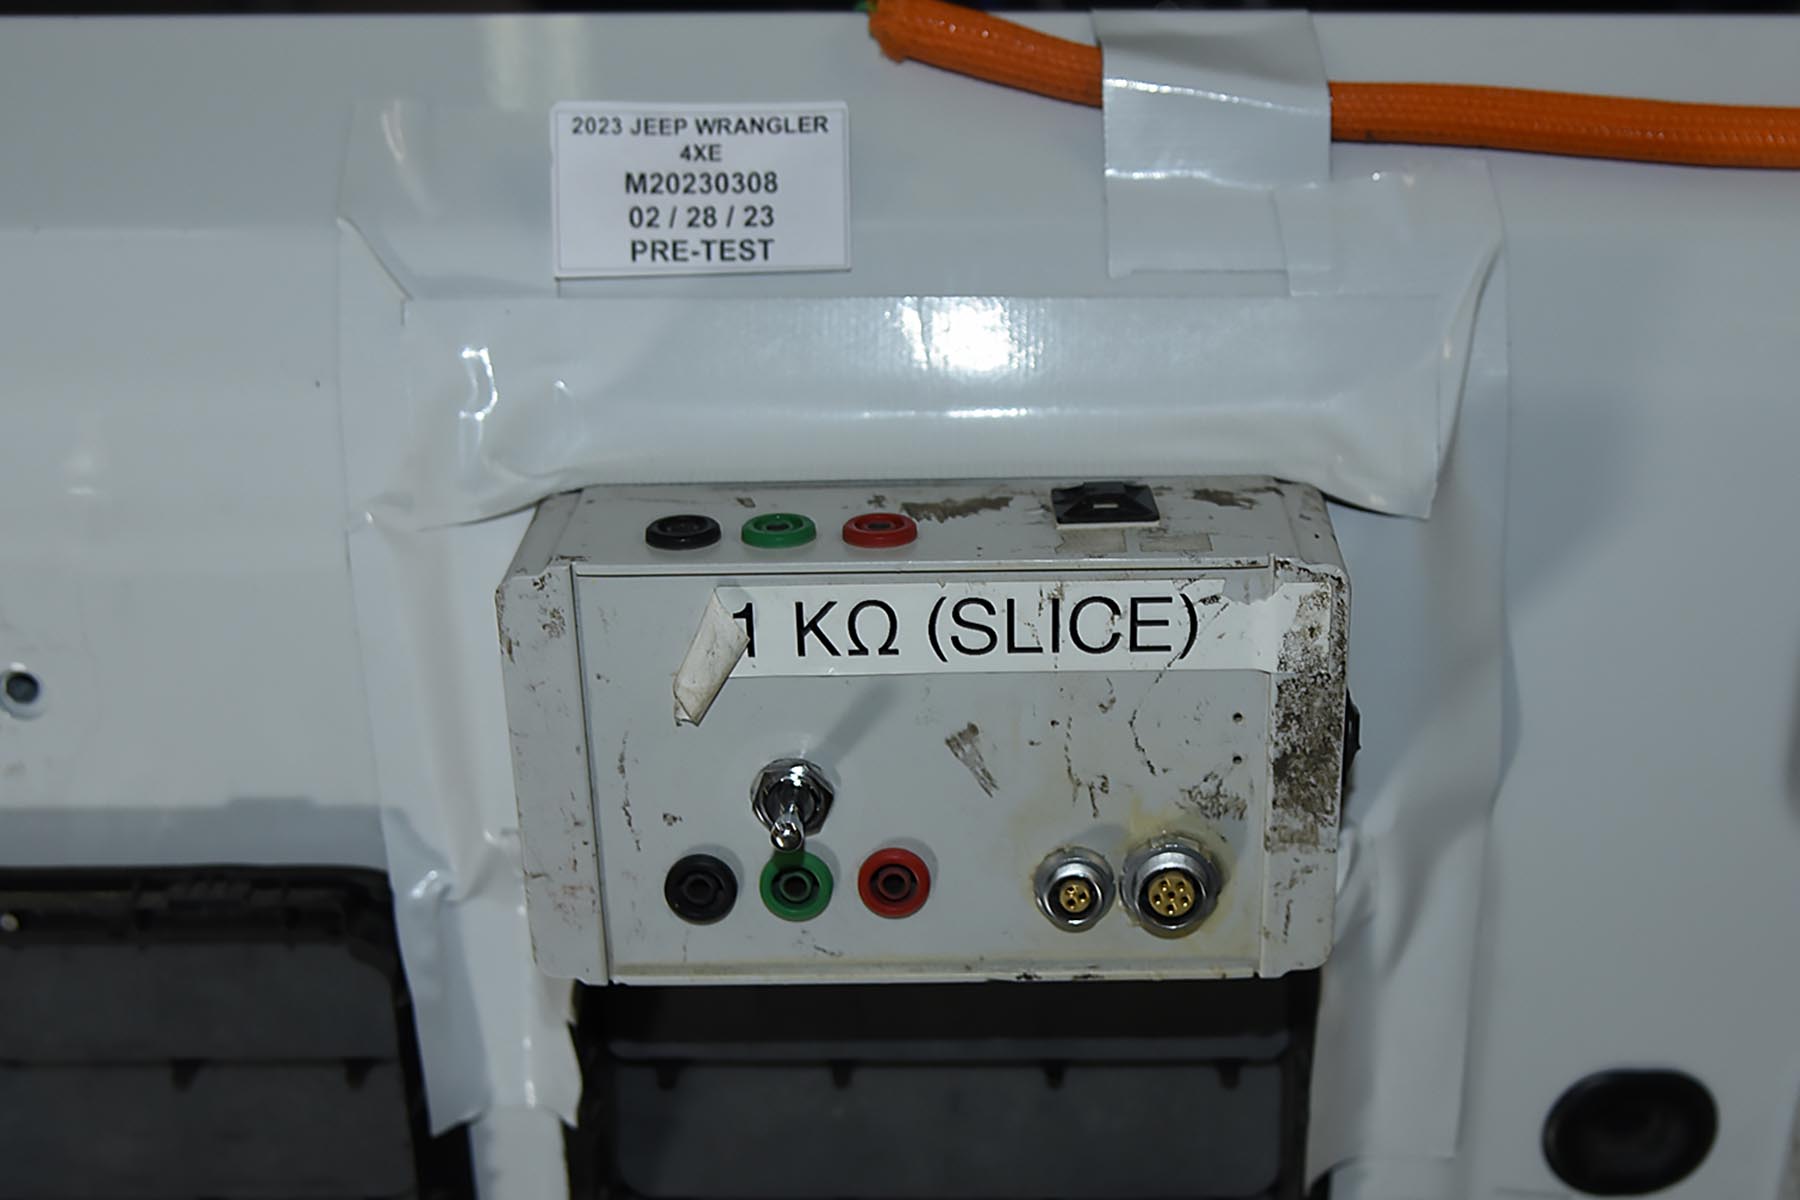 2023 JEEP WRANGLER
4XE
M20230308
02 / 28 / 23
PRE-TEST
1 KΩ (SLICE)